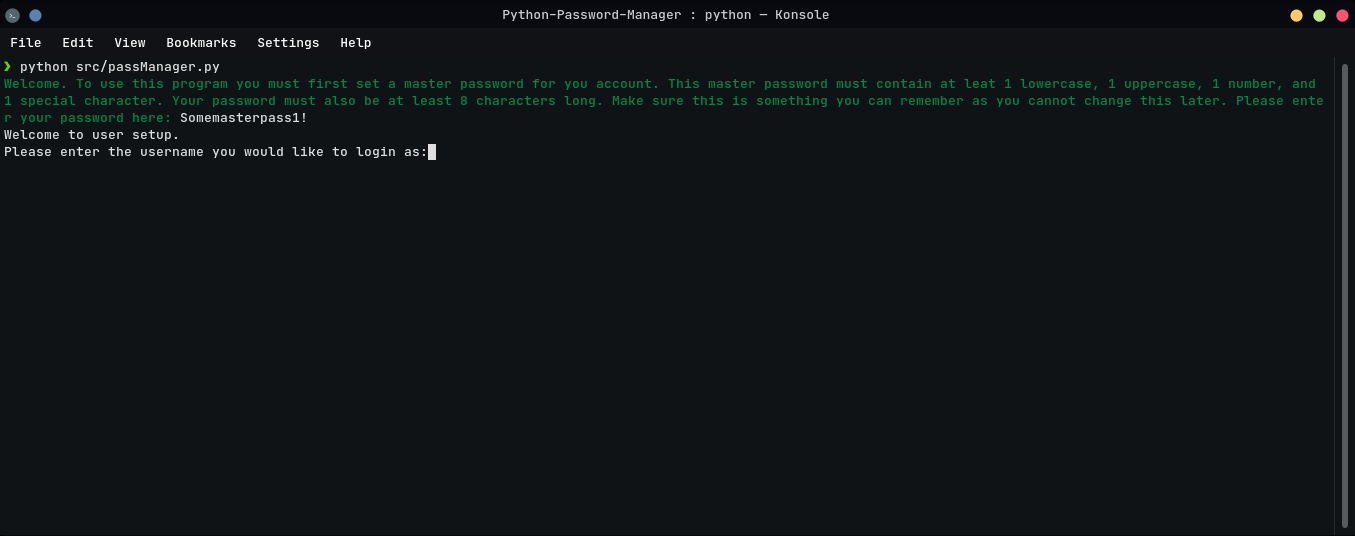 Python-Password-Manager : python — Konsole
File Edit View Bookmarks Settings Help
❯ python src/passManager.py
Welcome. To use this program you must first set a master password for you account. This master password must contain at leat 1 lowercase, 1 uppercase, 1 number, and
1 special character. Your password must also be at least 8 characters long. Make sure this is something you can remember as you cannot change this later. Please ente
r your password here: Somemasterpass1!
Welcome to user setup.
Please enter the username you would like to login as: